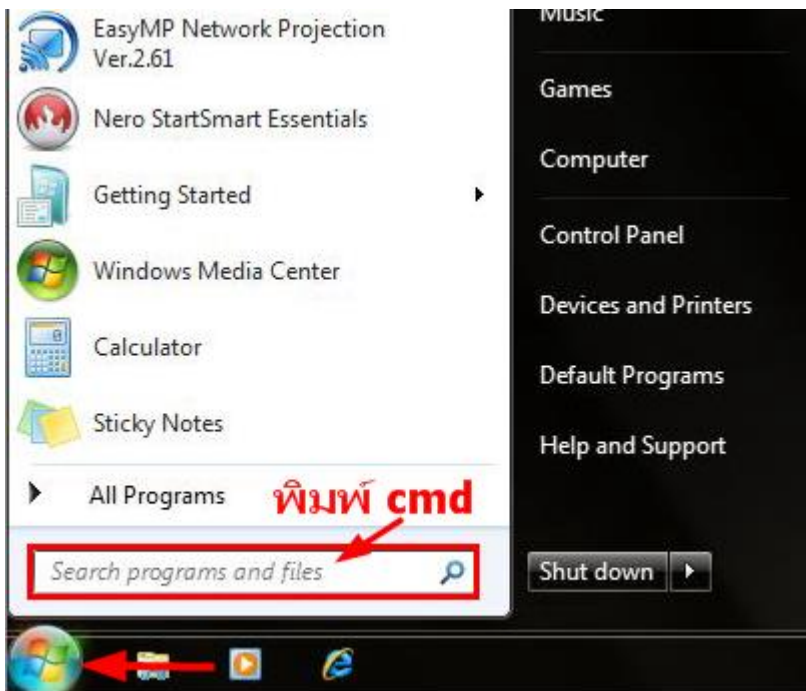 EasyMP Network Projection
Ver.2.61
Nero StartSmart Essentials
Getting Started
Windows Media Center
Calculator
Sticky Notes
All Programs
พิมพ์ cmd
Search programs and files
Music
Games
Computer
Control Panel
Devices and Printers
Default Programs
Help and Support
Shut down